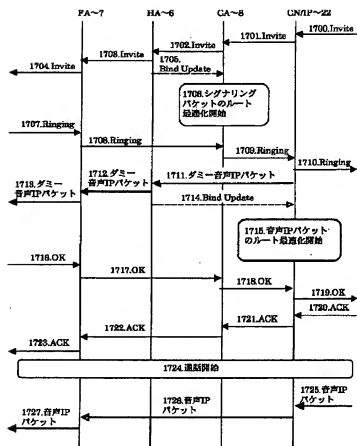 FA～7
HA～6
CA～8
CN/IP～22
1700.Invite
1701.Invite
1702.Invite
1703.Invite
1704.Invite
1705.
Bind Update
1706.シグナリング
パケットのルート
最適化開始
1707.Ringing
1708.Ringing
1709.Ringing
1710.Ringing
1711.ダミー音声IPパケット
1712.ダミー
音声IPパケット
1713.ダミー
音声IPパケット
1714.Bind Update
1715.音声IPパケット
のルート最適化開始
1716.OK
1717.OK
1718.OK
1719.OK
1720.ACK
1721.ACK
1722.ACK
1723.ACK
1724.通話開始
1725.音声IP
パケット
1726.音声IP
パケット
1727.音声IP
パケット